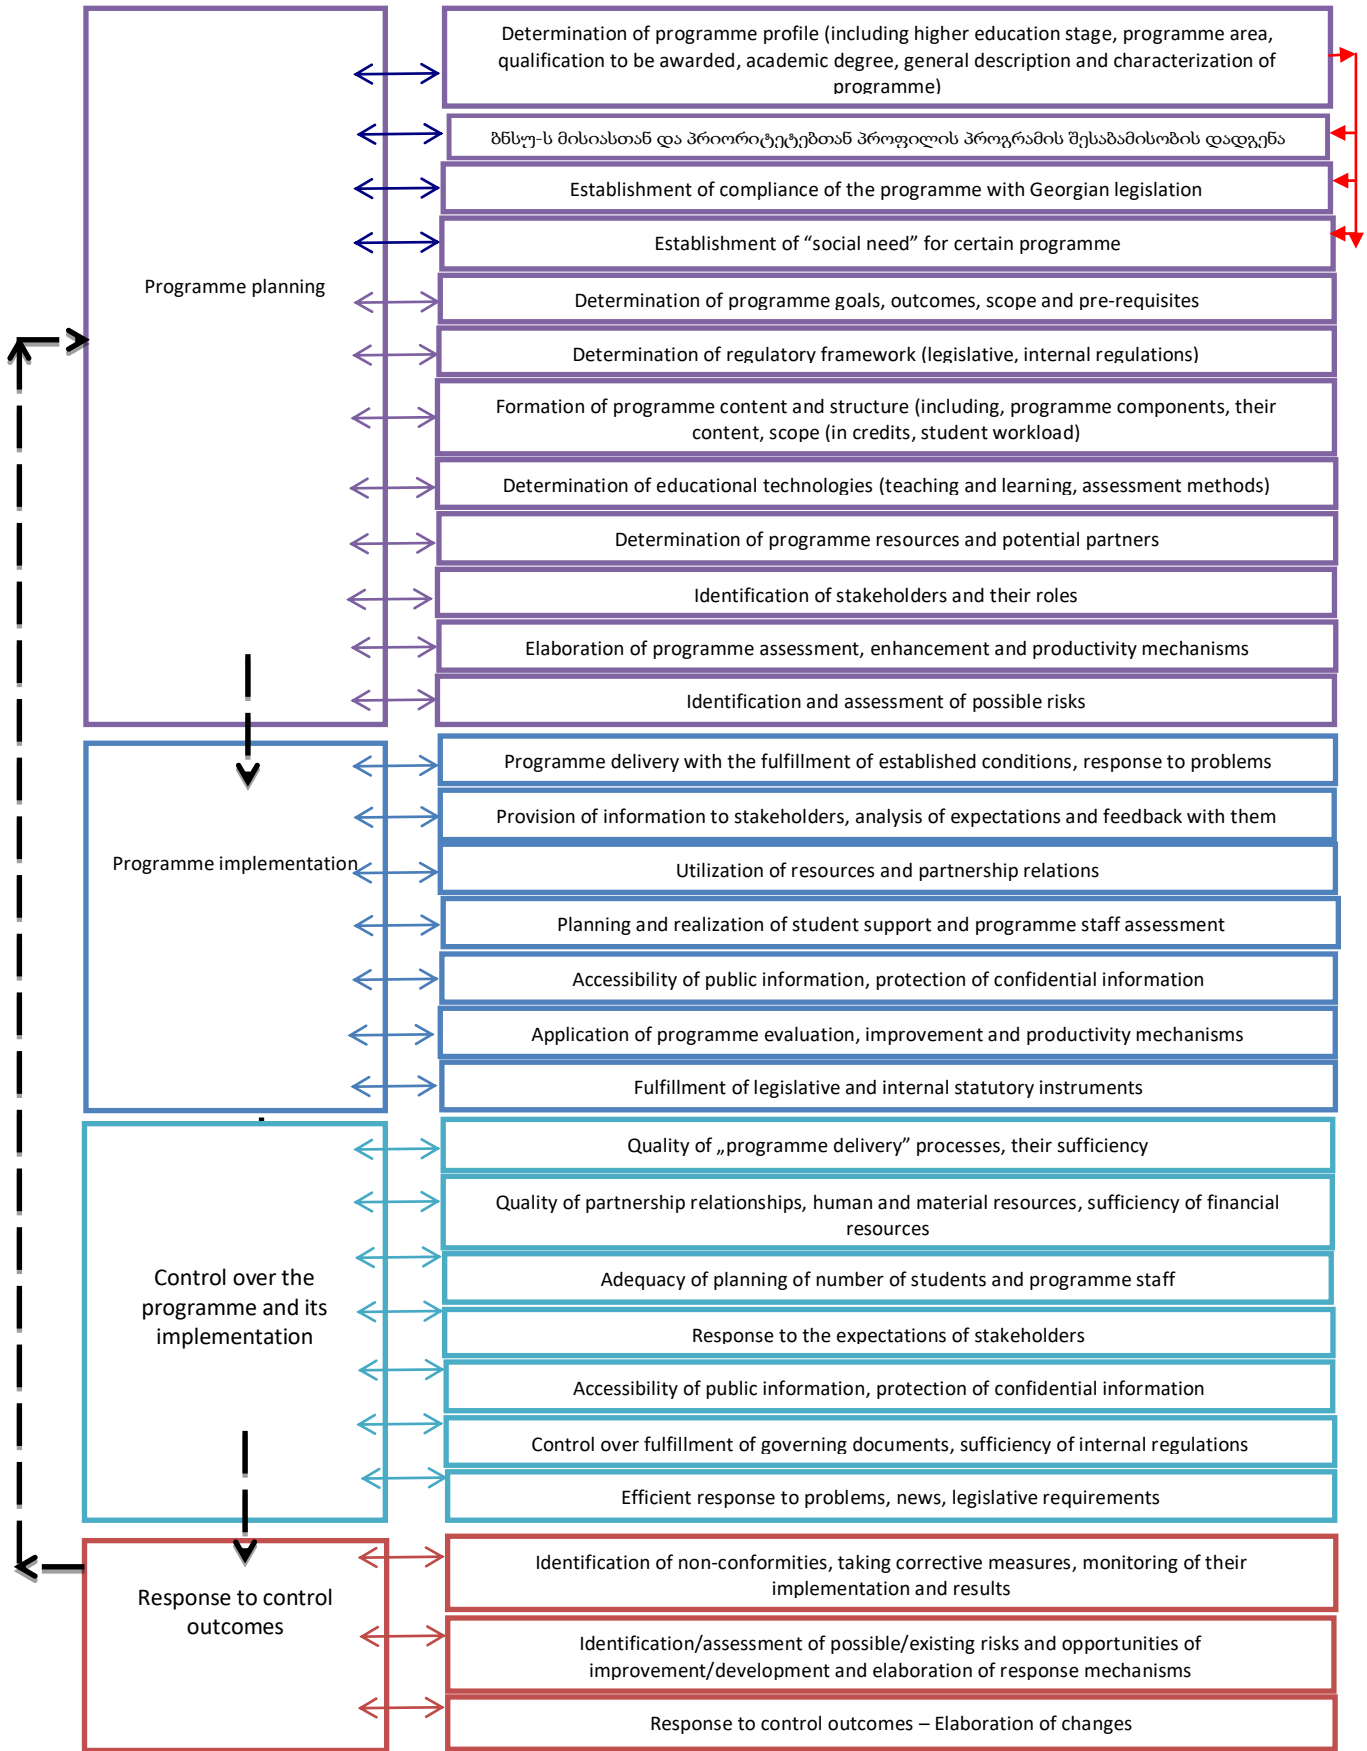 Determination of programme profile (including higher education stage, programme area,
qualification to be awarded, academic degree, general description and characterization of
programme)
ბნსუ-ს მისიასთან და პრიორიტეტებთან პროფილის პროგრამის შესაბამისობის დადგენა
Establishment of compliance of the programme with Georgian legislation
Establishment of “social need” for certain programme
Programme planning
Determination of programme goals, outcomes, scope and pre-requisites
Determination of regulatory framework (legislative, internal regulations)
Formation of programme content and structure (including, programme components, their
content, scope (in credits, student workload)
Determination of educational technologies (teaching and learning, assessment methods)
Determination of programme resources and potential partners
Identification of stakeholders and their roles
Elaboration of programme assessment, enhancement and productivity mechanisms
Identification and assessment of possible risks
Programme delivery with the fulfillment of established conditions, response to problems
Provision of information to stakeholders, analysis of expectations and feedback with them
Programme implementation
Utilization of resources and partnership relations
Planning and realization of student support and programme staff assessment
Accessibility of public information, protection of confidential information
Application of programme evaluation, improvement and productivity mechanisms
Fulfillment of legislative and internal statutory instruments
Quality of „programme delivery” processes, their sufficiency
Quality of partnership relationships, human and material resources, sufficiency of financial
resources
Control over the
programme and its
implementation
Adequacy of planning of number of students and programme staff
Response to the expectations of stakeholders
Accessibility of public information, protection of confidential information
Control over fulfillment of governing documents, sufficiency of internal regulations
Efficient response to problems, news, legislative requirements
Response to control
outcomes
Identification of non-conformities, taking corrective measures, monitoring of their
implementation and results
Identification/assessment of possible/existing risks and opportunities of
improvement/development and elaboration of response mechanisms
Response to control outcomes – Elaboration of changes